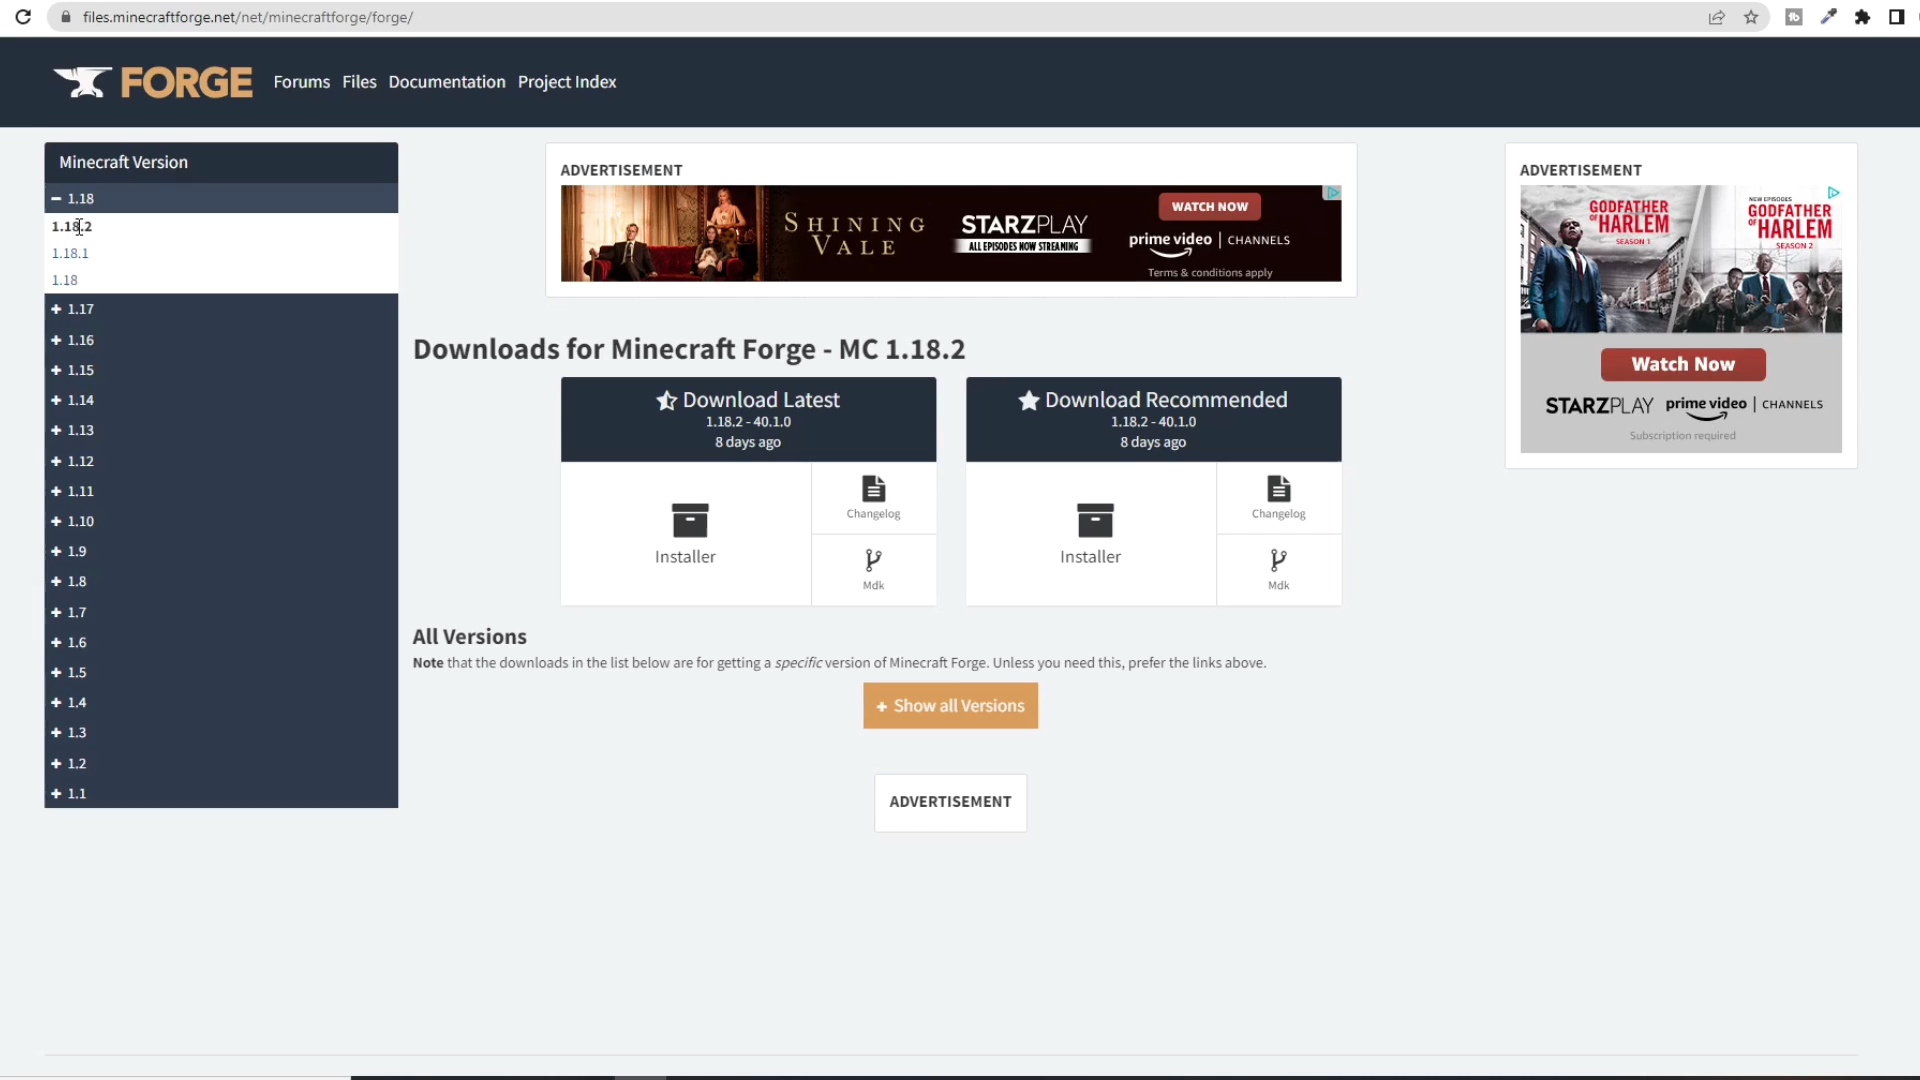 files.minecraftforge.net/net/minecraftforge/forge/
FORGE
Forums Files Documentation Project Index
Minecraft Version
1.18
1.18.2
1.18.1
1.18
1.17
1.16
1.15
1.14
1.13
1.12
1.11
1.10
1.9
1.8
1.7
1.6
1.5
1.4
1.3
1.2
1.1
ADVERTISEMENT
SHINING
VALE
STARZPLAY
ALL EPISODES NOW STREAMING
WATCH NOW
prime video | CHANNELS
Terms & conditions apply
Downloads for Minecraft Forge - MC 1.18.2
Download Latest
1.18.2 - 40.1.0
8 days ago
Installer
Changelog
Mdk
Download Recommended
1.18.2 - 40.1.0
8 days ago
Installer
Changelog
Mdk
All Versions
Note that the downloads in the list below are for getting a specific version of Minecraft Forge. Unless you need this, prefer the links above.
+ Show all Versions
ADVERTISEMENT
ADVERTISEMENT
GODFATHER
OF HARLEM
SEASON 1
NEW EPISODES
GODFATHER
OF HARLEM
SEASON 2
Watch Now
STARZPLAY prime video | CHANNELS
Subscription required